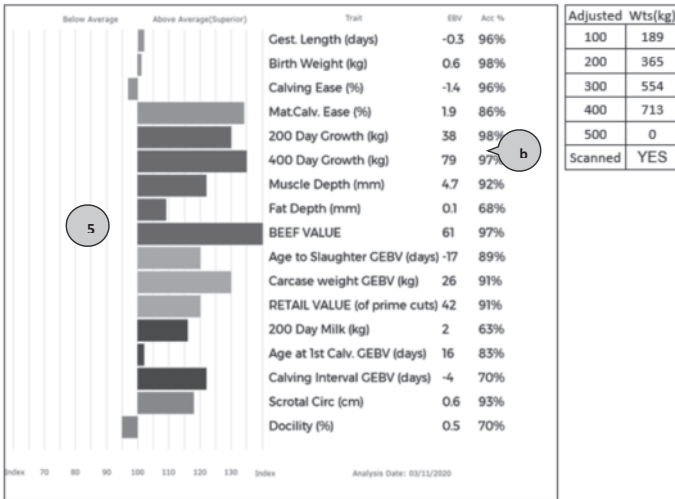 Below Average Above Average(Superior) Trait EBV Acc %
Gest. Length (days) -0.3 96%
Birth Weight (kg) 0.6 98%
Calving Ease (%) -1.4 96%
Mat.Calv. Ease (%) 1.9 86%
200 Day Growth (kg) 38 98%
400 Day Growth (kg) 79 97%
b
Muscle Depth (mm) 4.7 92%
Fat Depth (mm) 0.1 68%
5
BEEF VALUE 61 97%
Age to Slaughter GEBV (days) -17 89%
Carcase weight GEBV (kg) 26 91%
RETAIL VALUE (of prime cuts) 42 91%
200 Day Milk (kg) 2 63%
Age at 1st Calv. GEBV (days) 16 83%
Calving Interval GEBV (days) -4 70%
Scrotal Circ (cm) 0.6 93%
Docility (%) 0.5 70%
Index 70 80 90 100 110 120 130 Index Analysis Date: 03/11/2020
Adjusted Wts(kg)
100 189
200 365
300 554
400 713
500 0
Scanned YES